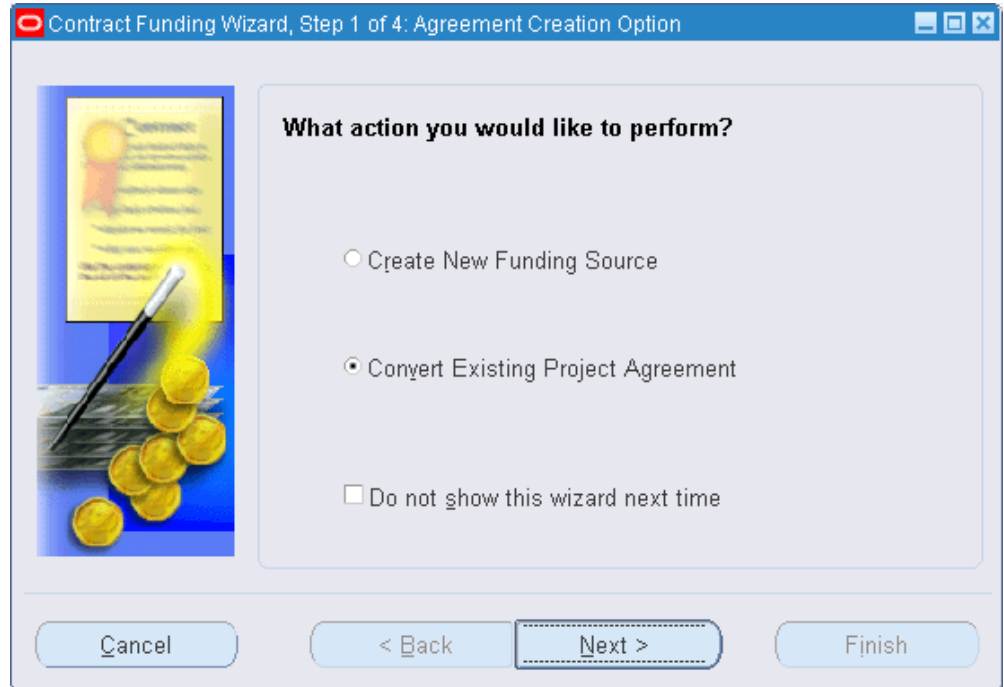 Contract Funding Wizard, Step 1 of 4: Agreement Creation Option
What action you would like to perform?
Create New Funding Source
Convert Existing Project Agreement
Do not show this wizard next time
Cancel
< Back
Next >
Finish